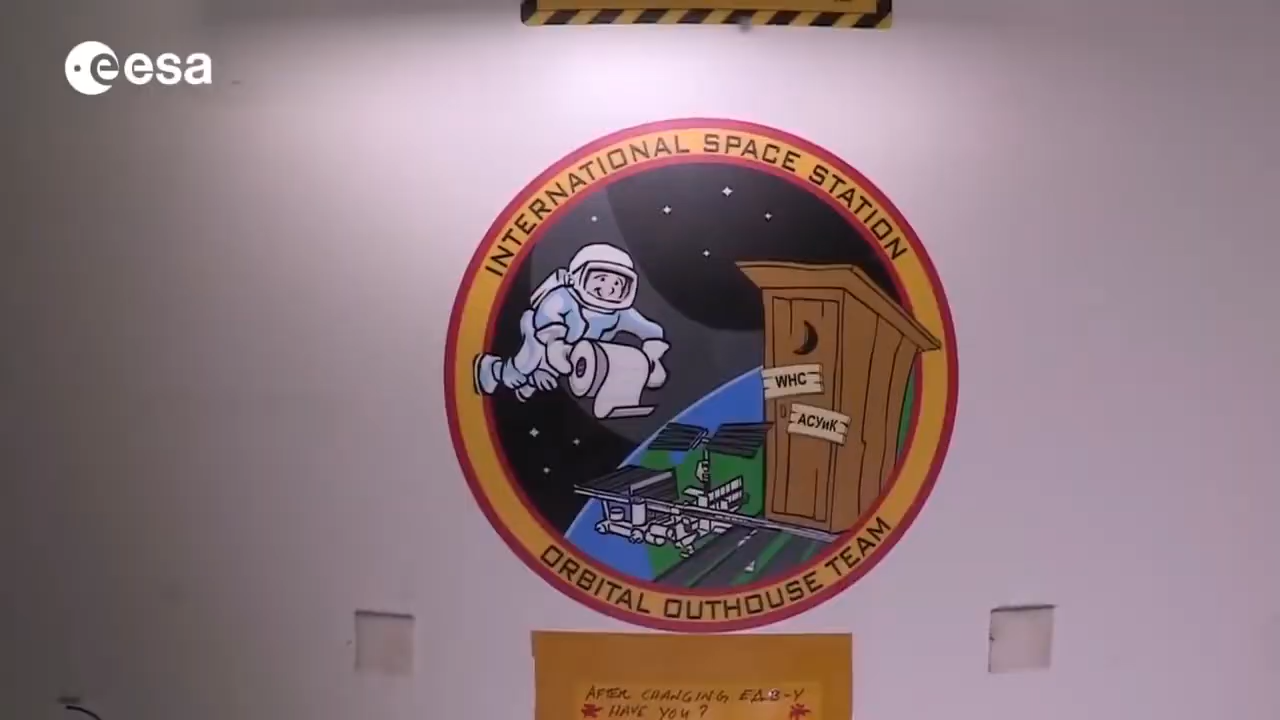 esa
INTERNATIONAL SPACE STATION
WHC
АСУиК
ORBITAL OUTHOUSE TEAM
AFTER CHANGING ЕДВ-У
HAVE YOU?